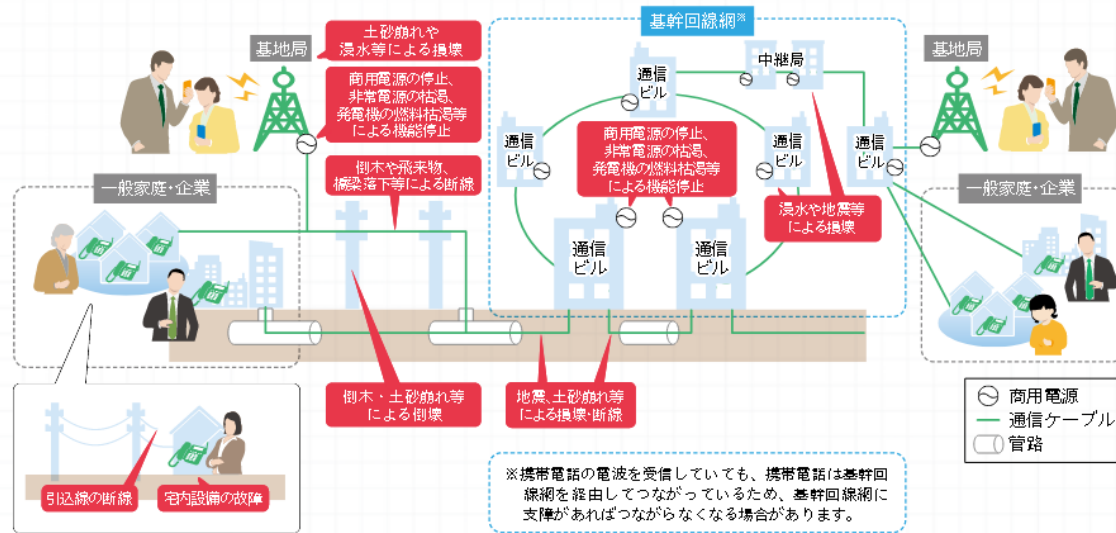 基幹回線網※
基地局
土砂崩れや
浸水等による損壊
商用電源の停止、
非常電源の枯渇、
発電機の燃料枯渇等
による機能停止
倒木や飛来物、
橋梁落下等による断線
一般家庭・企業
通信
ビル
中継局
通信
ビル
通信
ビル
通信
ビル
商用電源の停止、
非常電源の枯渇、
発電機の燃料枯渇等
による機能停止
浸水や地震等
による損壊
通信
ビル
通信
ビル
基地局
一般家庭・企業
倒木・土砂崩れ等
による倒壊
地震、土砂崩れ等
による損壊・断線
引込線の断線
宅内設備の故障
商用電源
通信ケーブル
管路
※携帯電話の電波を受信していても、携帯電話は基幹回
線網を経由してつながっているため、基幹回線網に
支障があればつながらなくなる場合があります。